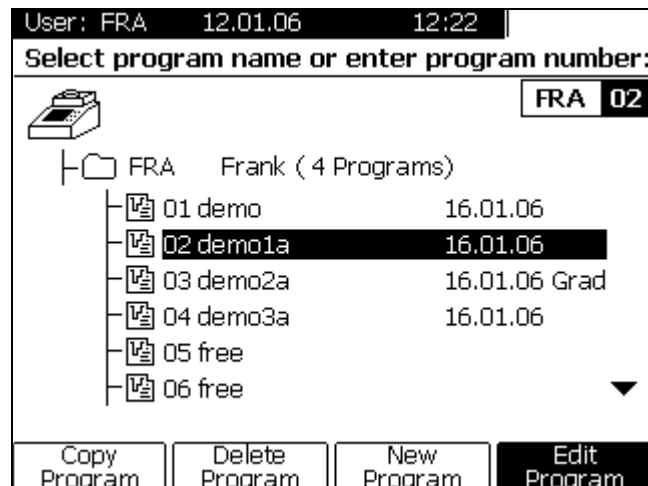 User: FRA 12.01.06 12:22
Select program name or enter program number:
FRA 02
FRA Frank ( 4 Programs)
01 demo 16.01.06
02 demo1a 16.01.06
03 demo2a 16.01.06 Grad
04 demo3a 16.01.06
05 free
06 free
Copy Program Delete Program New Program Edit Program